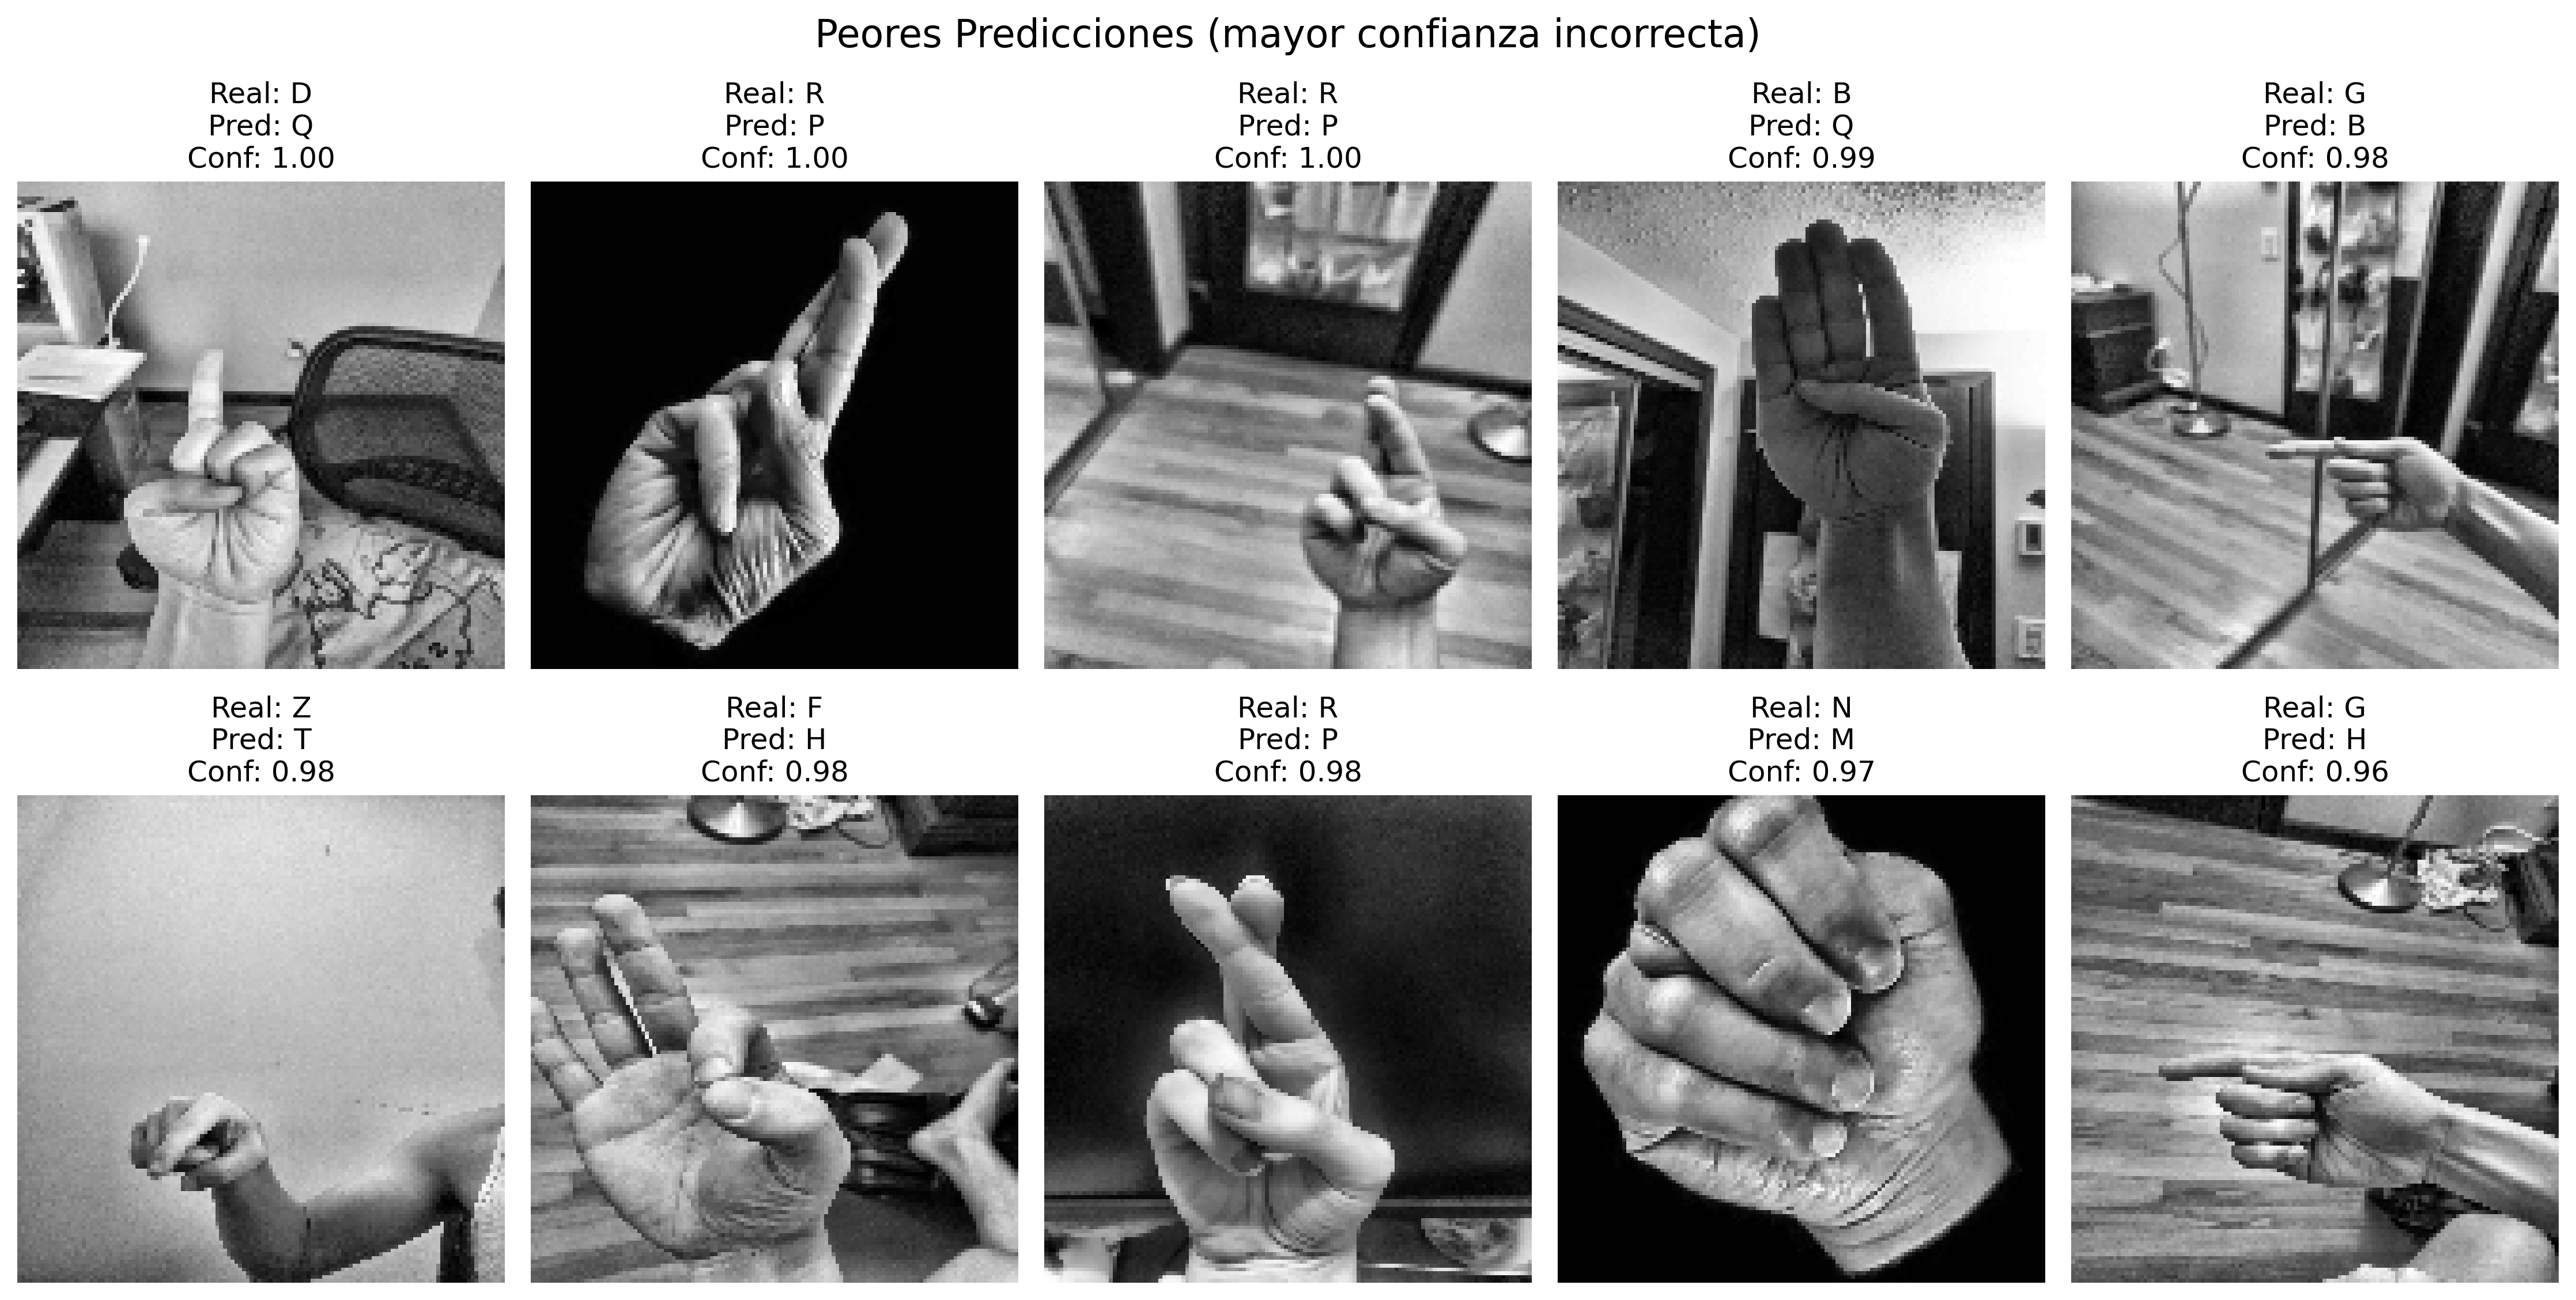 Peores Predicciones (mayor confianza incorrecta)
Real: D
Pred: Q
Conf: 1.00
Real: R
Pred: P
Conf: 1.00
Real: R
Pred: P
Conf: 1.00
Real: B
Pred: Q
Conf: 0.99
Real: G
Pred: B
Conf: 0.98
Real: Z
Pred: T
Conf: 0.98
Real: F
Pred: H
Conf: 0.98
Real: R
Pred: P
Conf: 0.98
Real: N
Pred: M
Conf: 0.97
Real: G
Pred: H
Conf: 0.96